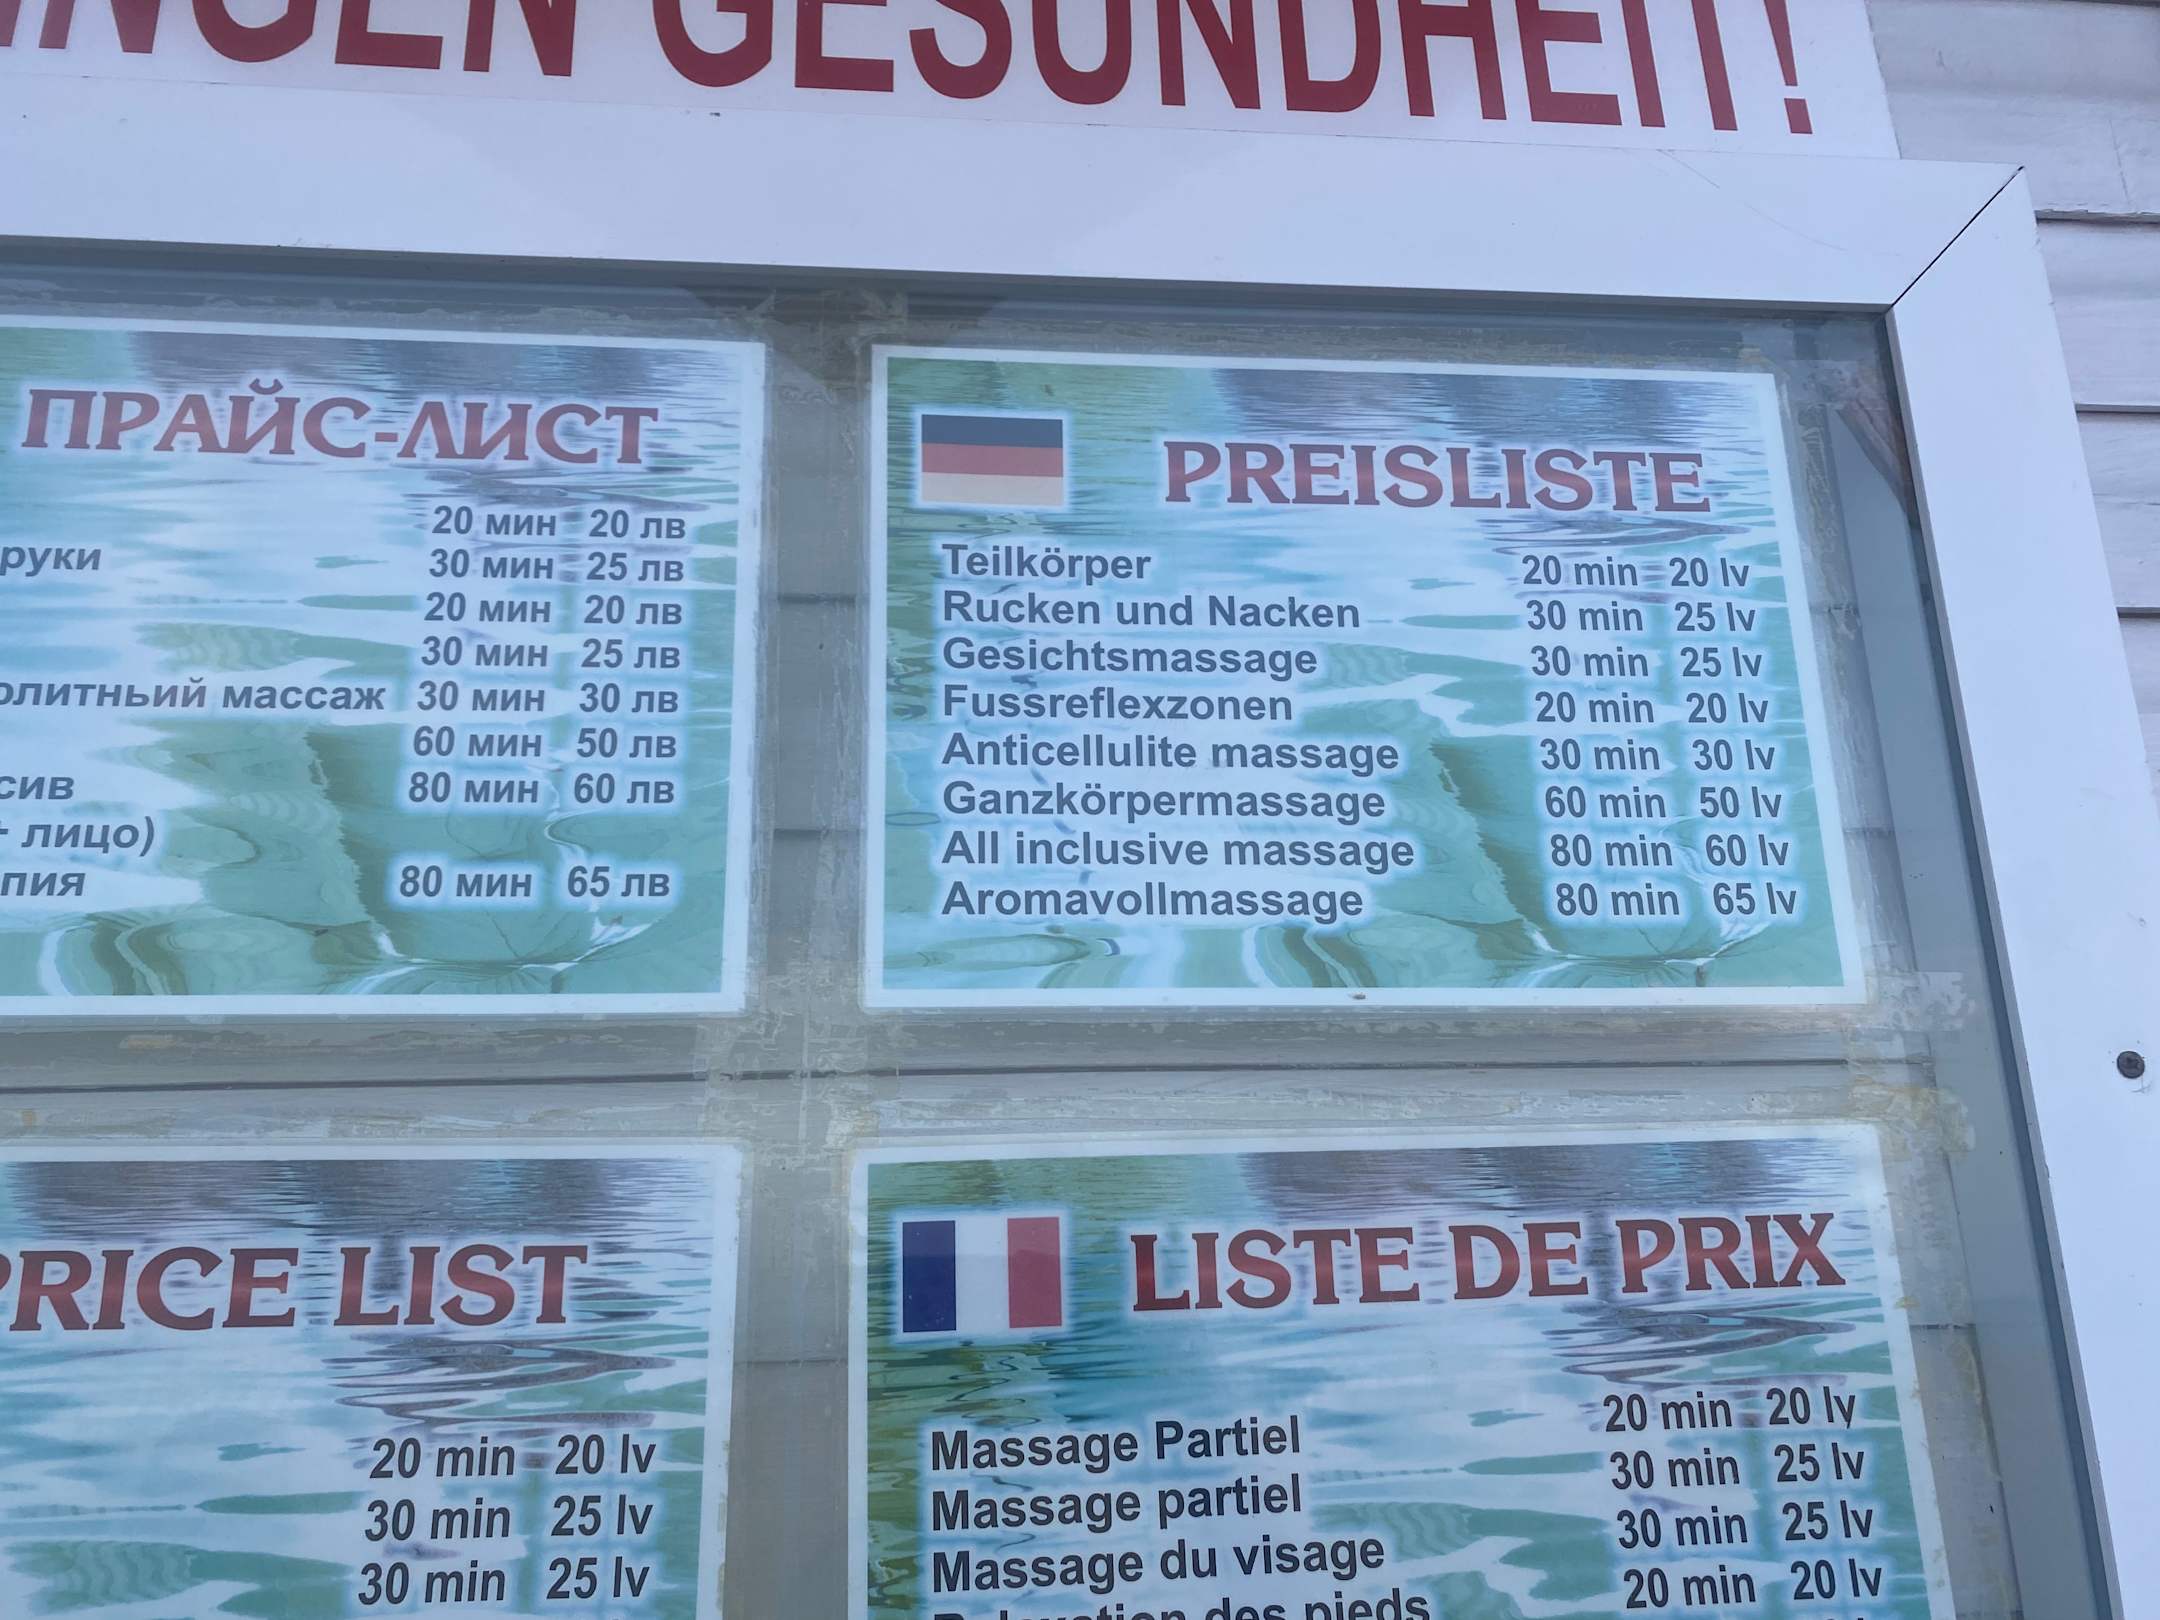 GESUNDHEIT!
ПРАЙС-ЛИСТ
20 мин 20 лв
руки 30 мин 25 лв
20 мин 20 лв
30 мин 25 лв
массаж 30 мин 30 лв
60 мин 50 лв
80 мин 60 лв
+ лицо)
80 мин 65 лв
PREISLISTE
Teilkörper 20 min 20 lv
Rucken und Nacken 30 min 25 lv
Gesichtsmassage 30 min 25 lv
Fussreflexzonen 20 min 20 lv
Anticellulite massage 30 min 30 lv
Ganzkörpermassage 60 min 50 lv
All inclusive massage 80 min 60 lv
Aromavollmassage 80 min 65 lv
PRICE LIST
20 min 20 lv
30 min 25 lv
30 min 25 lv
LISTE DE PRIX
Massage Partiel 20 min 20 lv
Massage partiel 30 min 25 lv
Massage du visage 30 min 25 lv
Relaxation des pieds 20 min 20 lv